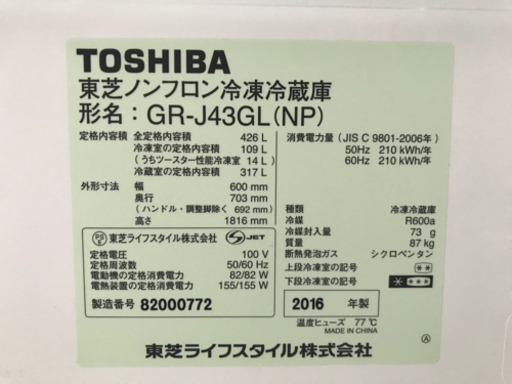 TOSHIBA
東芝ノンフロン冷凍冷蔵庫
形名：GR-J43GL(NP)
定格内容積 全定格内容積 426 L
冷凍室の定格内容積 109 L
(うちツースター性能冷凍室 14 L)
冷蔵室の定格内容積 317 L
外形寸法 幅 600 mm
奥行 703 mm
(ハンドル・調整脚除く 692 mm)
高さ 1816 mm
東芝ライフスタイル株式会社 S JET
定格電圧 100 V
定格周波数 50/60 Hz
電動機の定格消費電力 82/82 W
電熱装置の定格消費電力 155/155 W
製造番号 82000772
消費電力量 (JIS C 9801-2006年)
50Hz 210 kWh/年
60Hz 210 kWh/年
種類 冷凍冷蔵庫
冷媒 R600a
冷媒封入量 73 g
質量 87 kg
断熱発泡ガス シクロペンタン
上段冷凍室の記号 **
下段冷凍室の記号 * ***
2016 年製
温度ヒューズ 77℃
MADE IN CHINA
Ⓐ
東芝ライフスタイル株式会社